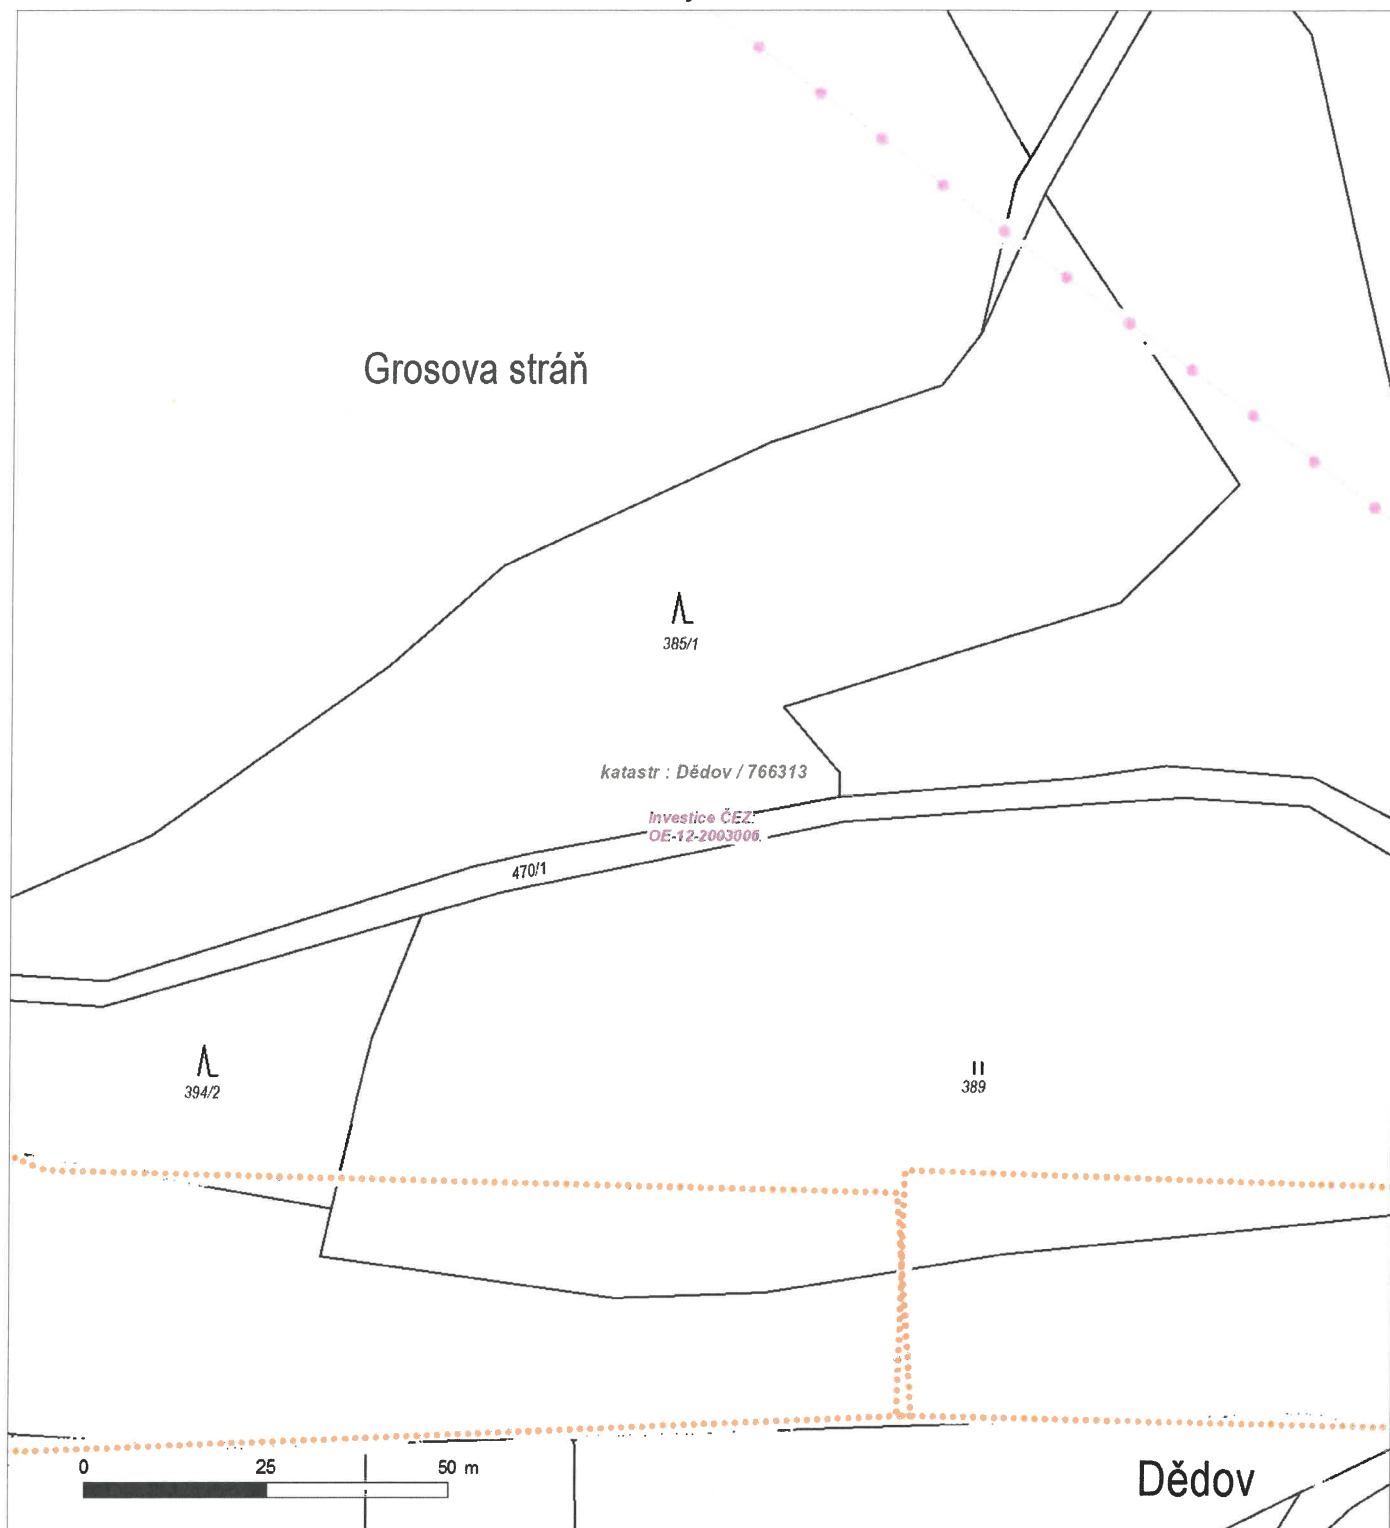 Grosova stráň
385/1
katastr : Dědov / 766313
Investice ČEZ:
OE-12-2003006
470/1
394/2
389
0 25 50 m
Dědov